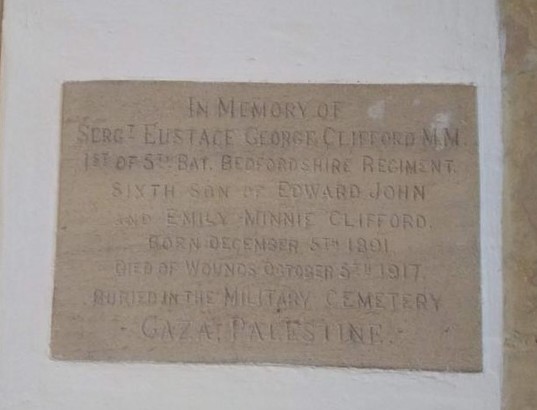 IN MEMORY OF
SERGT EUSTACE GEORGE CLIFFORD M.M.
1ST OF 5TH BAT. BEDFORDSHIRE REGIMENT.
SIXTH SON OF EDWARD JOHN
AND EMILY MINNIE CLIFFORD.
BORN DECEMBER 5TH 1891.
DIED OF WOUNDS OCTOBER 5TH 1917.
BURIED IN THE MILITARY CEMETERY
GAZA. PALESTINE.